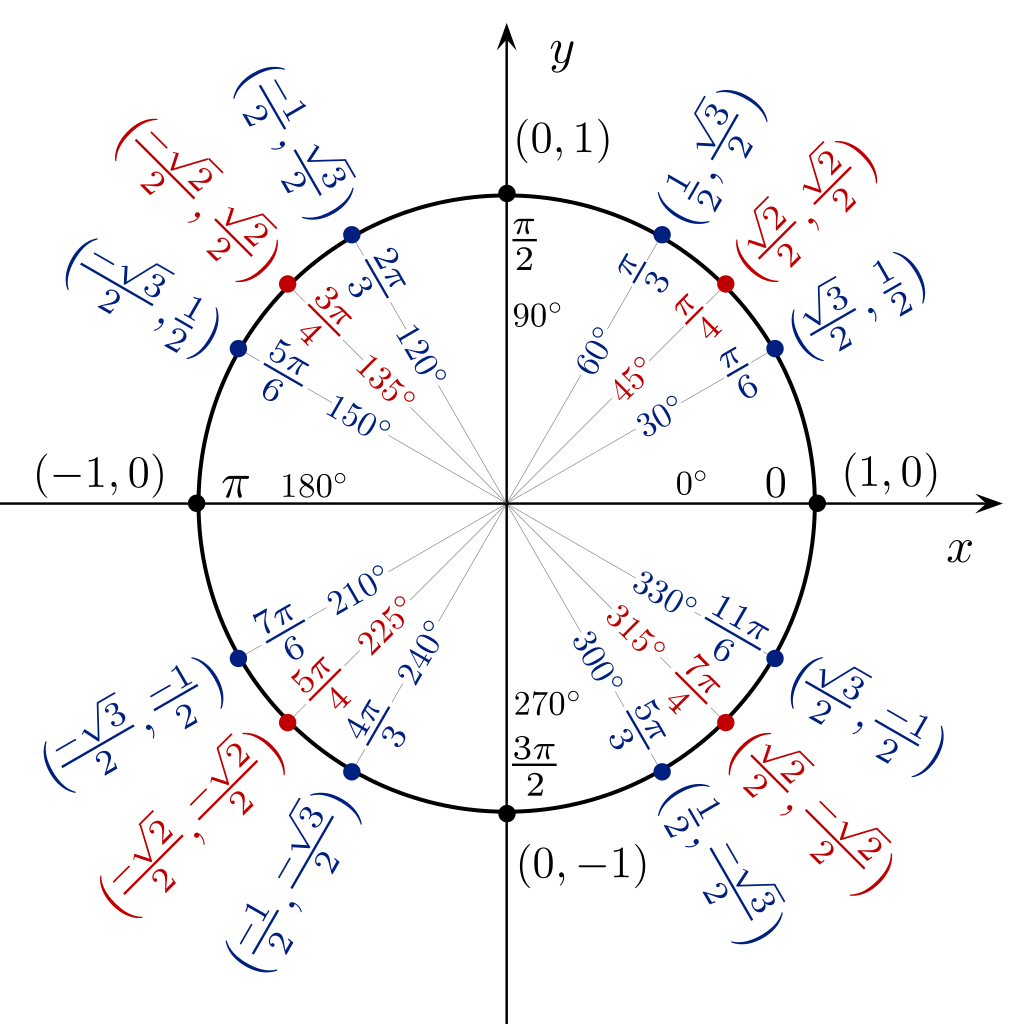 y
(0, 1)
(-1/2, √3/2)
(-√2/2, √2/2)
(-√3/2, 1/2)
(1/2, √3/2)
(√2/2, √2/2)
(√3/2, 1/2)
π/2
90°
2π/3
120°
3π/4
135°
5π/6
150°
π/3
60°
π/4
45°
π/6
30°
(−1, 0)
π
180°
0°
0
(1, 0)
x
7π/6
210°
5π/4
225°
4π/3
240°
330°
11π/6
315°
7π/4
300°
5π/3
270°
3π/2
(-√3/2, -1/2)
(-√2/2, -√2/2)
(-1/2, -√3/2)
(0, −1)
(√3/2, -1/2)
(√2/2, -√2/2)
(1/2, -√3/2)